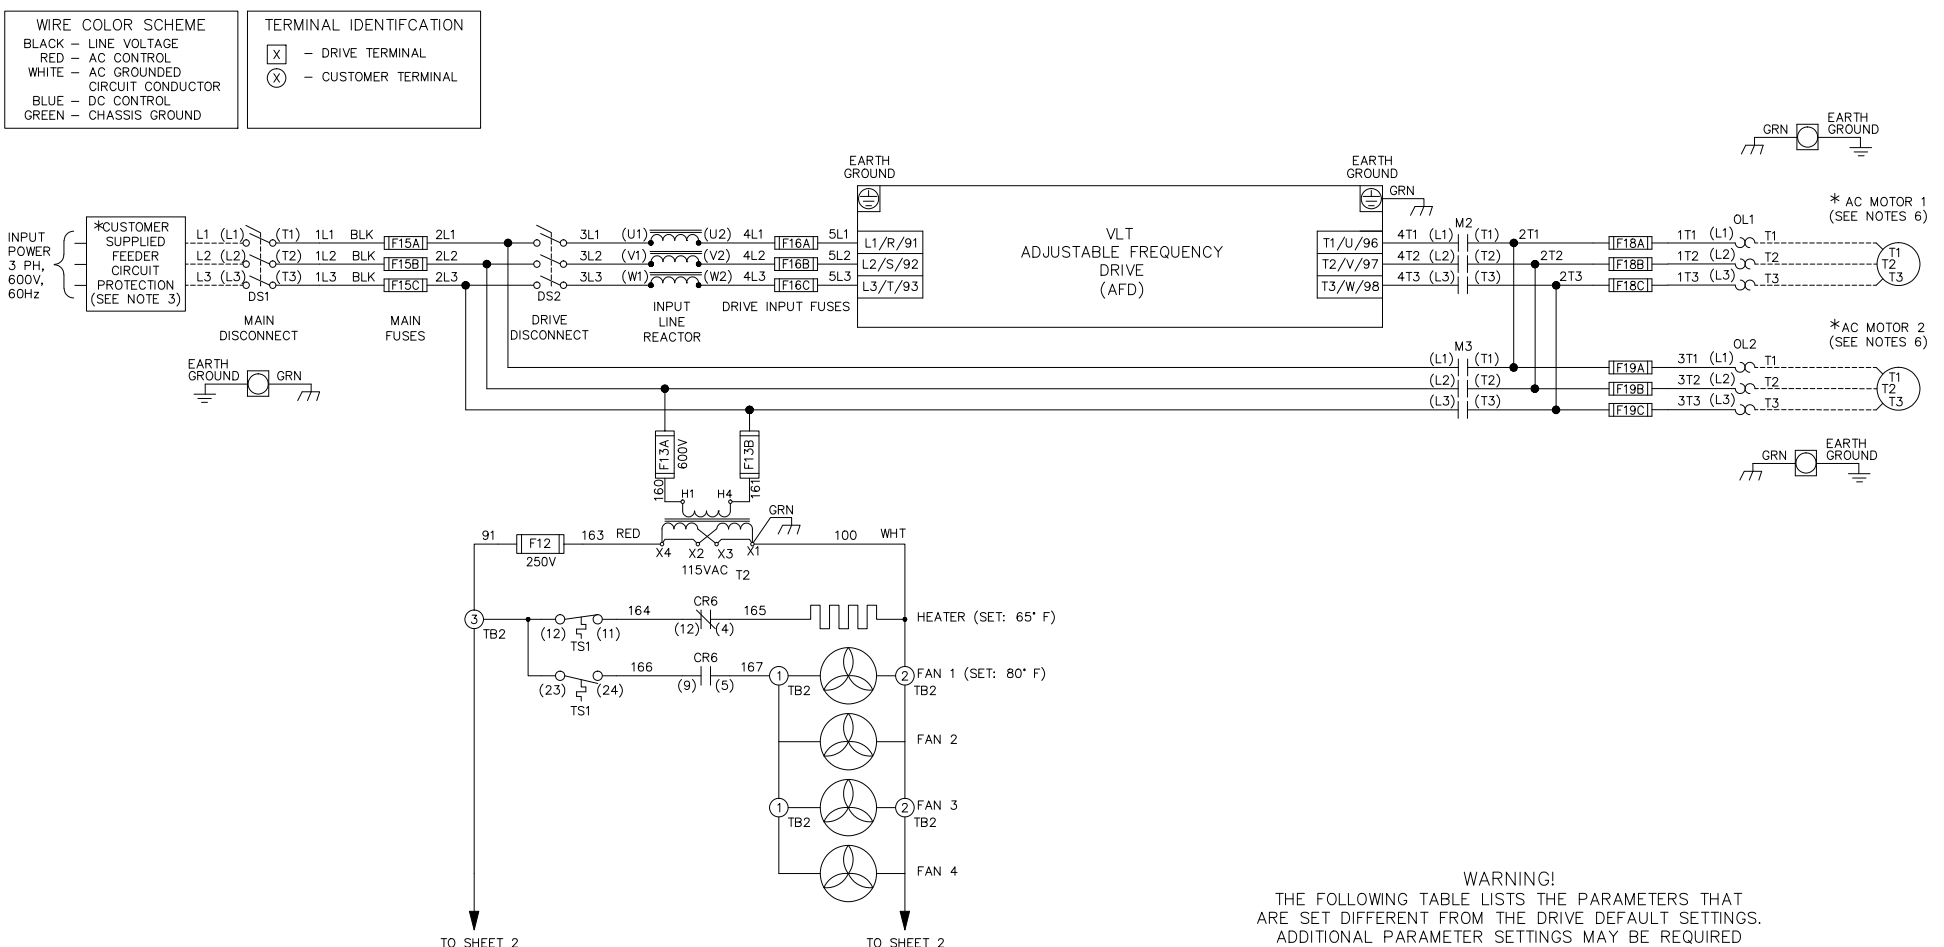 WIRE COLOR SCHEME
BLACK – LINE VOLTAGE
RED – AC CONTROL
WHITE – AC GROUNDED
CIRCUIT CONDUCTOR
BLUE – DC CONTROL
GREEN – CHASSIS GROUND
TERMINAL IDENTIFCATION
X – DRIVE TERMINAL
X – CUSTOMER TERMINAL
INPUT
POWER
3 PH,
600V,
60Hz
*CUSTOMER
SUPPLIED
FEEDER
CIRCUIT
PROTECTION
(SEE NOTE 3)
L1 (L1) (T1) 1L1 BLK F15A 2L1
L2 (L2) (T2) 1L2 BLK F15B 2L2
L3 (L3) (T3) 1L3 BLK F15C 2L3
DS1
MAIN
DISCONNECT
MAIN
FUSES
3L1 (U1) (U2) 4L1 F16A 5L1
3L2 (V1) (V2) 4L2 F16B 5L2
3L3 (W1) (W2) 4L3 F16C 5L3
DS2
DRIVE
DISCONNECT
INPUT
LINE
REACTOR
DRIVE INPUT FUSES
EARTH
GROUND
L1/R/91
L2/S/92
L3/T/93
VLT
ADJUSTABLE FREQUENCY
DRIVE
(AFD)
EARTH
GROUND
GRN
T1/U/96
T2/V/97
T3/W/98
M2
4T1 (L1) (T1) 2T1 F18A 1T1 (L1) T1
4T2 (L2) (T2) 2T2 F18B 1T2 (L2) T2
4T3 (L3) (T3) 2T3 F18C 1T3 (L3) T3
OL1
GRN
EARTH
GROUND
* AC MOTOR 1
(SEE NOTES 6)
T1
T2
T3
M3
(L1) (T1) F19A 3T1 (L1) T1
(L2) (T2) F19B 3T2 (L2) T2
(L3) (T3) F19C 3T3 (L3) T3
OL2
*AC MOTOR 2
(SEE NOTES 6)
T1
T2
T3
GRN
EARTH
GROUND
EARTH
GROUND
GRN
F13A
600V
F13B
160
161
H1 H4
GRN
91 F12 163 RED
250V
X4 X2 X3 X1
100 WHT
115VAC T2
3
TB2
(12) (11) 164 CR6 165
TS1
(12) (4)
HEATER (SET: 65° F)
(23) (24) 166 CR6 167
TS1
(9) (5)
1
TB2
2
TB2
FAN 1 (SET: 80° F)
FAN 2
1
TB2
2
TB2
FAN 3
FAN 4
TO SHEET 2
TO SHEET 2
WARNING!
THE FOLLOWING TABLE LISTS THE PARAMETERS THAT
ARE SET DIFFERENT FROM THE DRIVE DEFAULT SETTINGS.
ADDITIONAL PARAMETER SETTINGS MAY BE REQUIRED